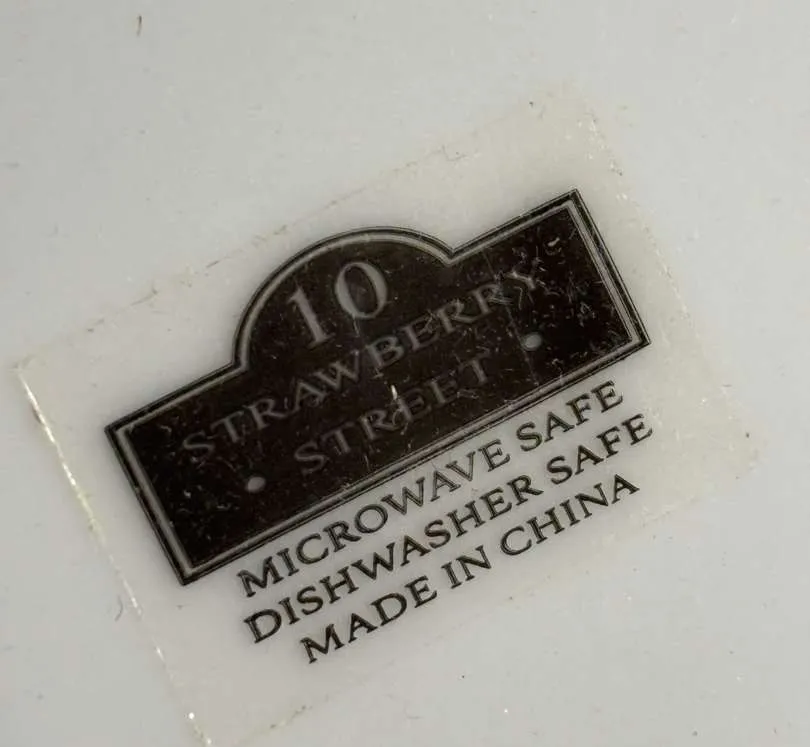 10
STRAWBERRY
STREET
MICROWAVE SAFE
DISHWASHER SAFE
MADE IN CHINA